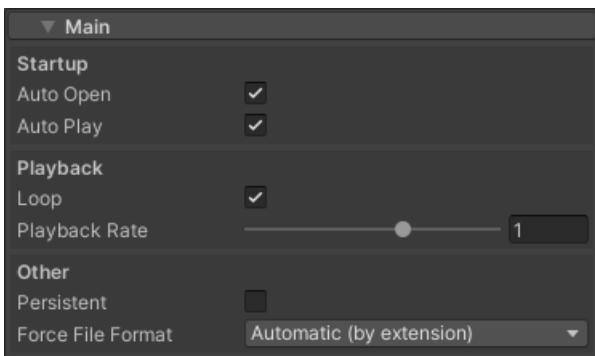 Main
Startup
Auto Open
Auto Play
Playback
Loop
Playback Rate 1
Other
Persistent
Force File Format Automatic (by extension)